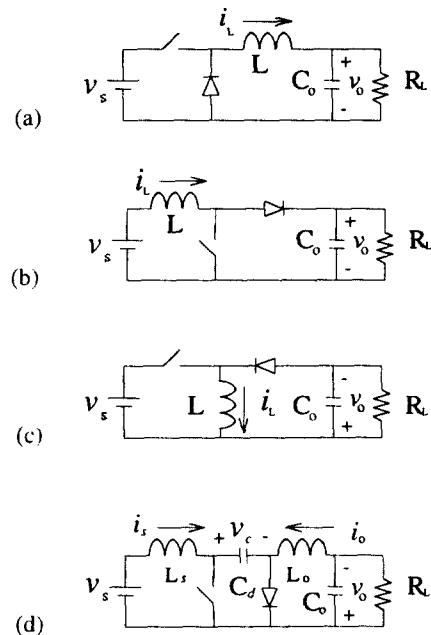 i_L
L
v_s
C_o
+
v_o
-
R_L
(a)
i_L
L
v_s
C_o
+
v_o
-
R_L
(b)
v_s
L
i_L
C_o
-
v_o
+
R_L
(c)
i_s
+ v_c -
i_o
L_s
C_d
L_o
v_s
C_o
-
v_o
+
R_L
(d)